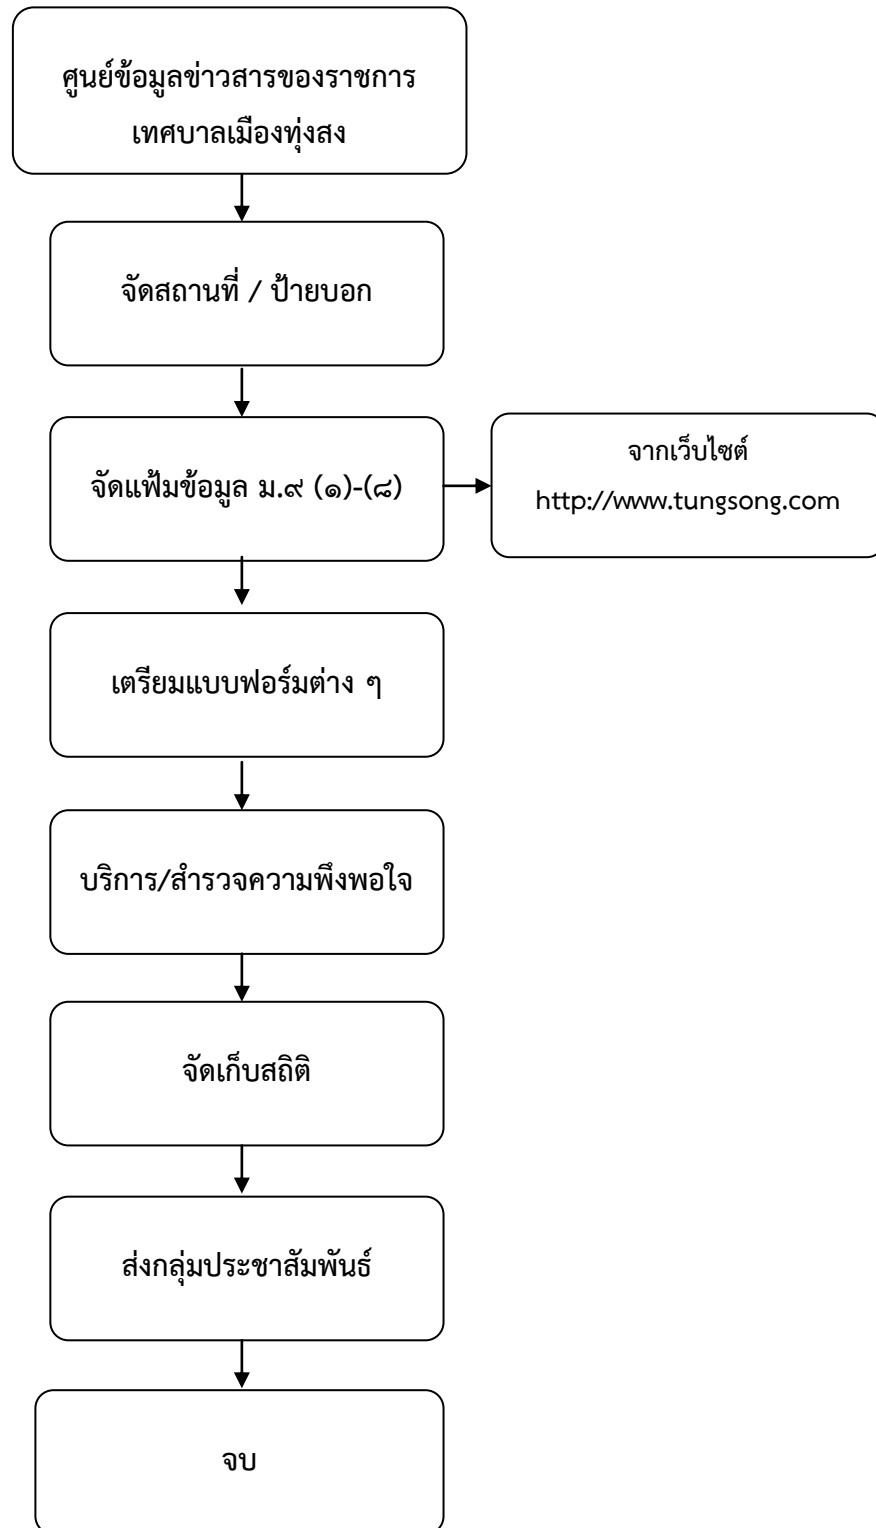 ศูนย์ข้อมูลข่าวสารของราชการ
เทศบาลเมืองทุ่งสง
จัดสถานที่ / ป้ายบอก
จัดแฟ้มข้อมูล ม.๙ (๑)-(๘)
จากเว็บไซต์
http://www.tungsong.com
เตรียมแบบฟอร์มต่าง ๆ
บริการ/สำรวจความพึงพอใจ
จัดเก็บสถิติ
ส่งกลุ่มประชาสัมพันธ์
จบ